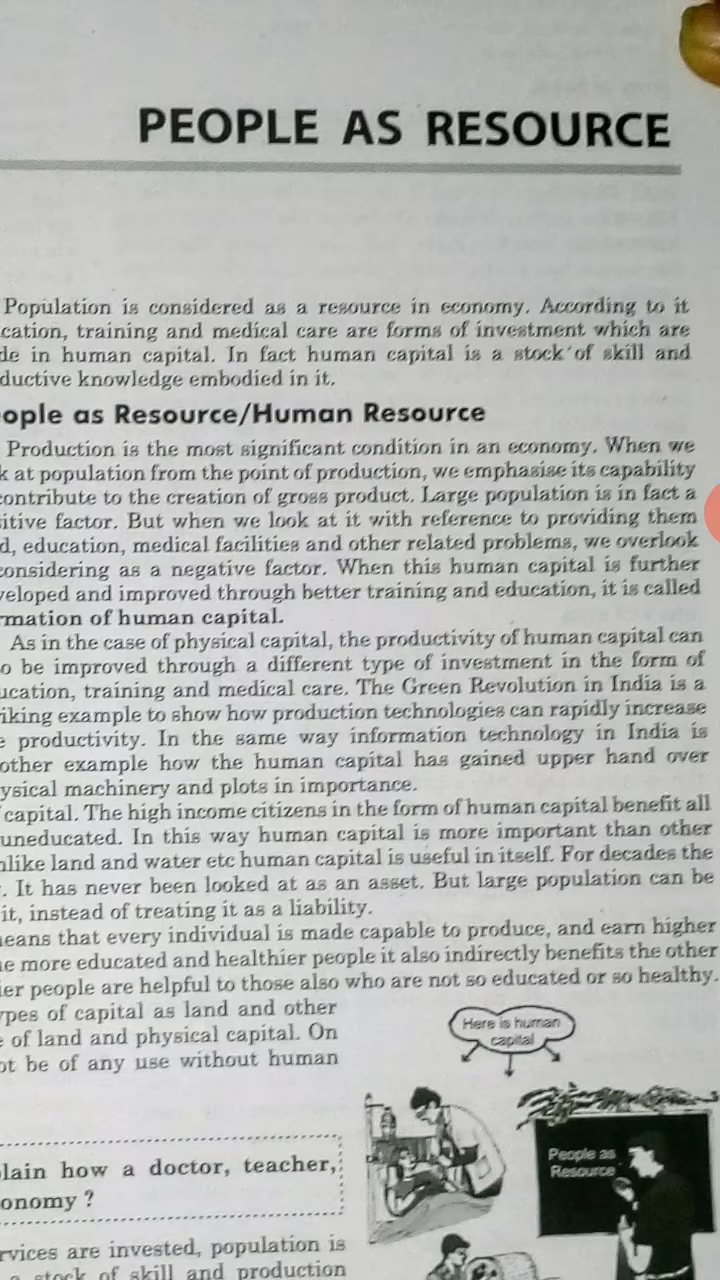 PEOPLE AS RESOURCE
Population is considered as a resource in economy. According to it
cation, training and medical care are forms of investment which are
de in human capital. In fact human capital is a stock of skill and
ductive knowledge embodied in it.
ople as Resource/Human Resource
Production is the most significant condition in an economy. When we
k at population from the point of production, we emphasise its capability
contribute to the creation of gross product. Large population is in fact a
itive factor. But when we look at it with reference to providing them
d, education, medical facilities and other related problems, we overlook
considering as a negative factor. When this human capital is further
veloped and improved through better training and education, it is called
rmation of human capital.
As in the case of physical capital, the productivity of human capital can
o be improved through a different type of investment in the form of
ucation, training and medical care. The Green Revolution in India is a
iking example to show how production technologies can rapidly increase
e productivity. In the same way information technology in India is
other example how the human capital has gained upper hand over
ysical machinery and plots in importance.
capital. The high income citizens in the form of human capital benefit all
uneducated. In this way human capital is more important than other
nlike land and water etc human capital is useful in itself. For decades the
. It has never been looked at as an asset. But large population can be
it, instead of treating it as a liability.
neans that every individual is made capable to produce, and earn higher
e more educated and healthier people it also indirectly benefits the other
ier people are helpful to those also who are not so educated or so healthy.
ypes of capital as land and other
e of land and physical capital. On
ot be of any use without human
Here is human
capital
lain how a doctor, teacher,
onomy ?
People as
Resource
rvices are invested, population is
a stock of skill and production